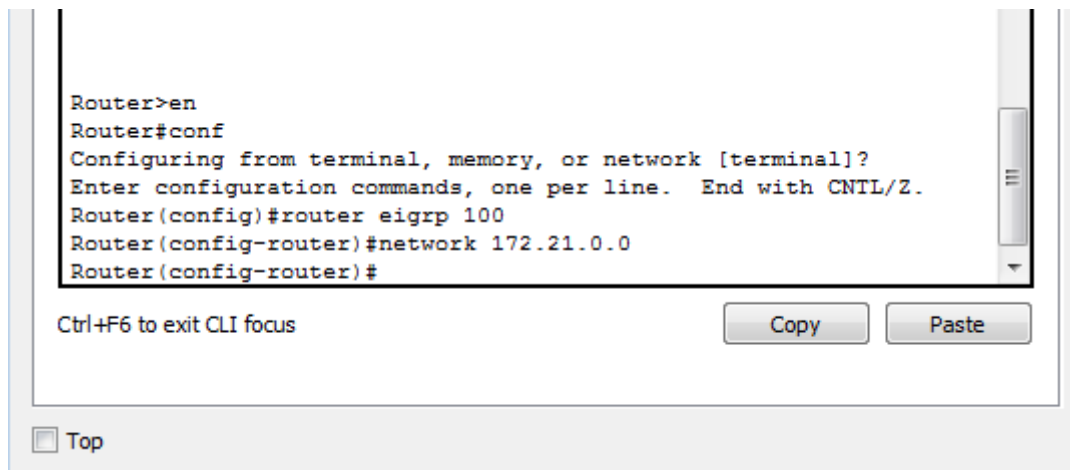 Router>en
Router#conf
Configuring from terminal, memory, or network [terminal]?
Enter configuration commands, one per line.  End with CNTL/Z.
Router(config)#router eigrp 100
Router(config-router)#network 172.21.0.0
Router(config-router)#
Ctrl+F6 to exit CLI focus
Copy
Paste
Top